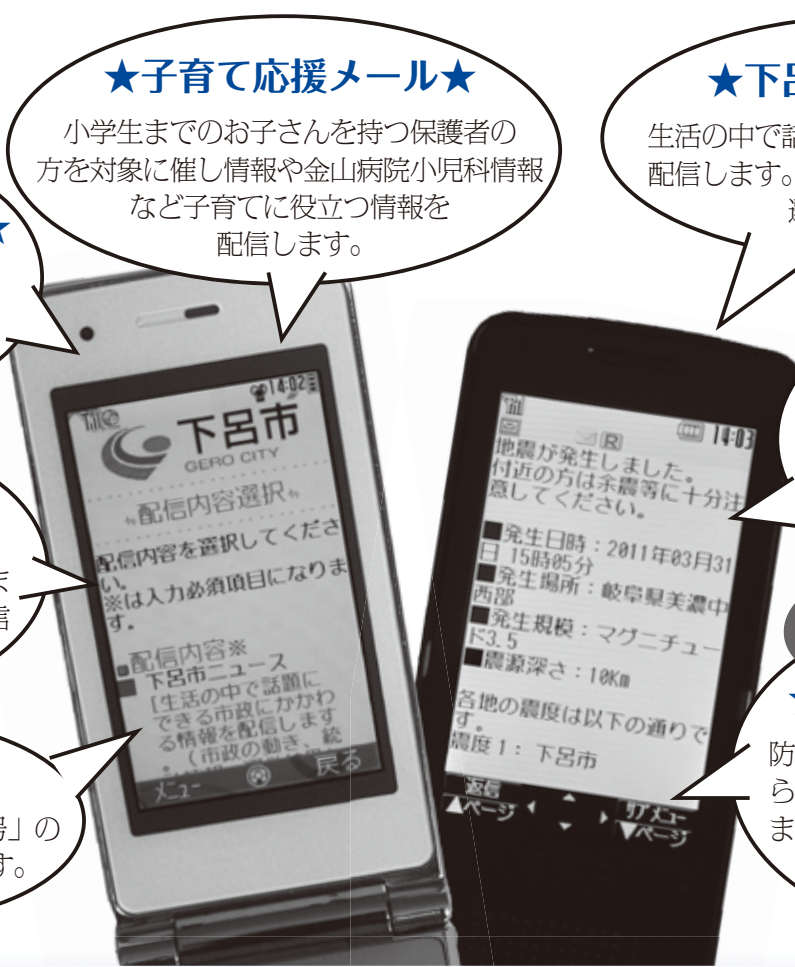 ★子育て応援メール★
小学生までのお子さんを持つ保護者の
方を対象に催し情報や金山病院小児科情報
など子育てに役立つ情報を
配信します。
★下呂
生活の中で話
配信します。
★
ま
信
」の
す。
14:02
下呂市
GERO CITY
配信内容選択
配信内容を選択してくださ
い。
※は入力必須項目になりま
す。
■配信内容※
■下呂市ニュース
[生活の中で話題に
できる市政にかかわ
る情報を配信します
。(市政の動き、統
メニュー
戻る
14:03
地震が発生しました。
付近の方は余震等に十分注
意してください。
■発生日時:2011年03月31
日 15時05分
■発生場所:岐阜県美濃中
西部
■発生規模:マグニチュー
ド3.5
■震源深さ:10Km
各地の震度は以下の通りで
す。
震度1:下呂市
返信
サブメニュー
▲ページ
▼ページ
防
ら
ま